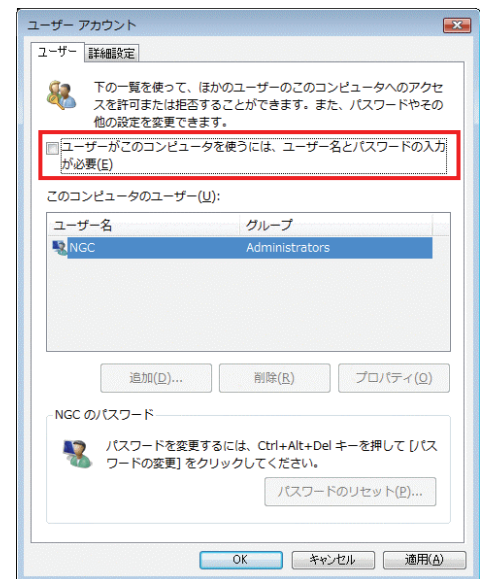 ユーザー アカウント
ユーザー 詳細設定
下の一覧を使って、ほかのユーザーのこのコンピュータへのアクセ
スを許可または拒否することができます。また、パスワードやその
他の設定を変更できます。
ユーザーがこのコンピュータを使うには、ユーザー名とパスワードの入力
が必要(E)
このコンピュータのユーザー(U):
ユーザー名 グループ
NGC Administrators
追加(D)... 削除(R) プロパティ(O)
NGC のパスワード
パスワードを変更するには、Ctrl+Alt+Del キーを押して [パス
ワードの変更] をクリックしてください。
パスワードのリセット(P)...
OK キャンセル 適用(A)